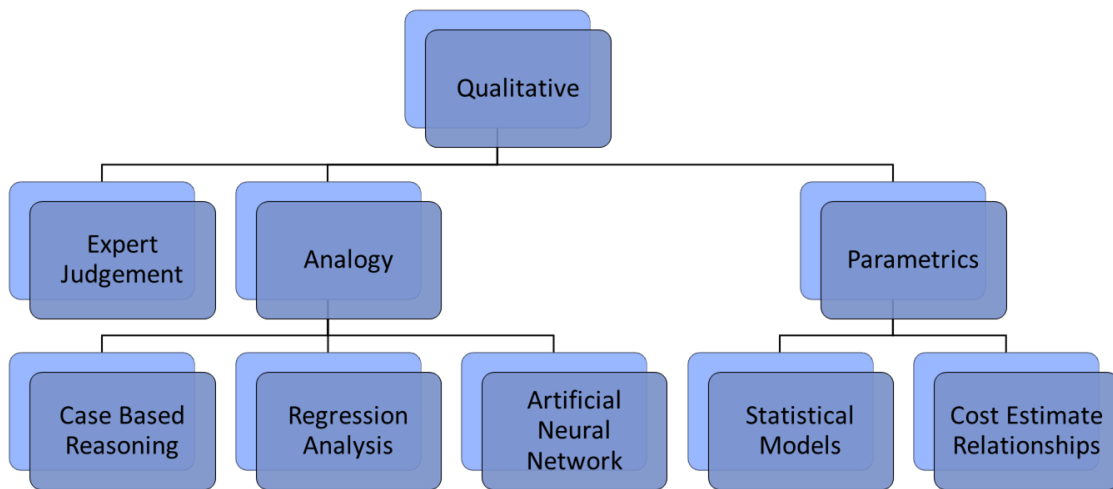 Qualitative
Expert
Judgement
Analogy
Parametrics
Case Based
Reasoning
Regression
Analysis
Artificial
Neural
Network
Statistical
Models
Cost Estimate
Relationships